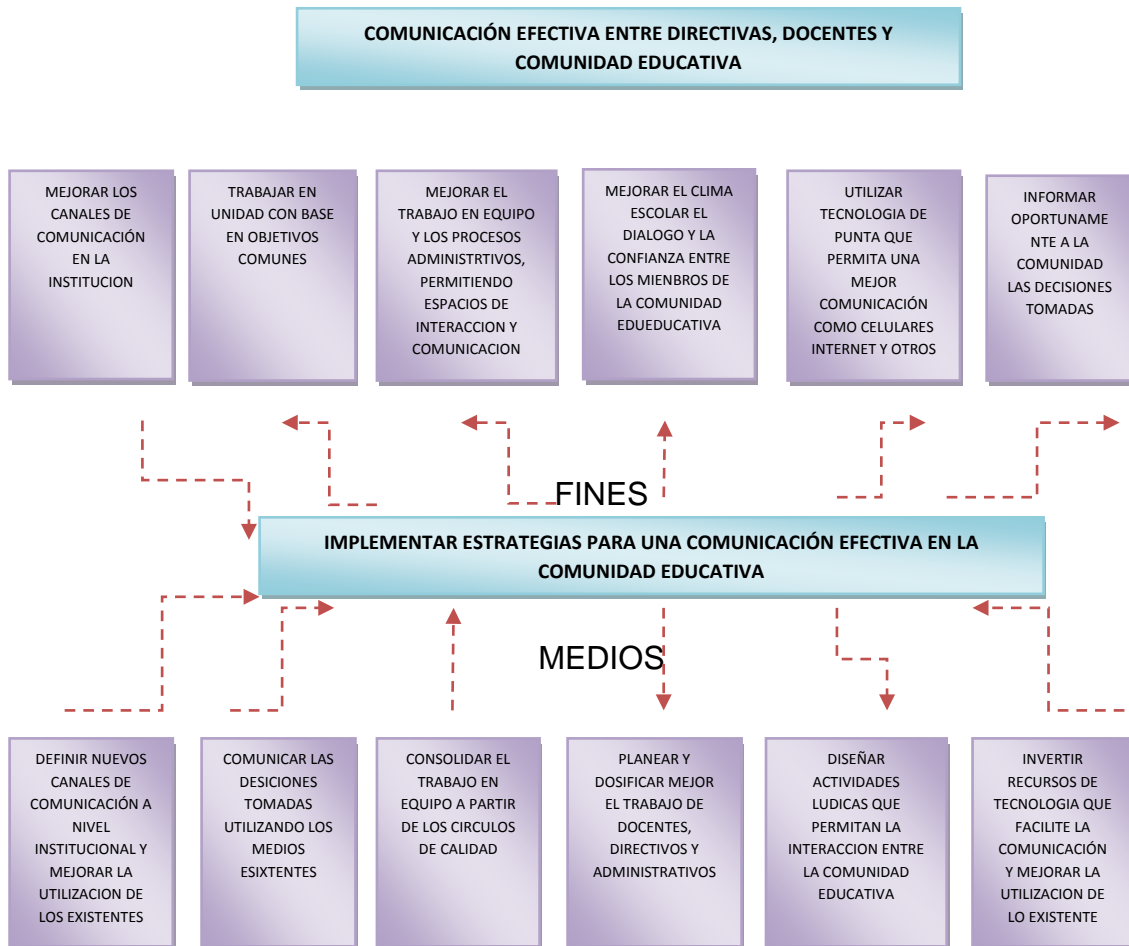 COMUNICACIÓN EFECTIVA ENTRE DIRECTIVAS, DOCENTES Y
COMUNIDAD EDUCATIVA
MEJORAR LOS
CANALES DE
COMUNICACIÓN
EN LA
INSTITUCION
TRABAJAR EN
UNIDAD CON BASE
EN OBJETIVOS
COMUNES
MEJORAR EL
TRABAJO EN EQUIPO
Y LOS PROCESOS
ADMINISTRTIVOS,
PERMITIENDO
ESPACIOS DE
INTERACCION Y
COMUNICACION
MEJORAR EL CLIMA
ESCOLAR EL
DIALOGO Y LA
CONFIANZA ENTRE
LOS MIENBROS DE
LA COMUNIDAD
EDUEDUCATIVA
UTILIZAR
TECNOLOGIA DE
PUNTA QUE
PERMITA UNA
MEJOR
COMUNICACIÓN
COMO CELULARES
INTERNET Y OTROS
INFORMAR
OPORTUNAME
NTE A LA
COMUNIDAD
LAS DECISIONES
TOMADAS
FINES
IMPLEMENTAR ESTRATEGIAS PARA UNA COMUNICACIÓN EFECTIVA EN LA
COMUNIDAD EDUCATIVA
MEDIOS
DEFINIR NUEVOS
CANALES DE
COMUNICACIÓN A
NIVEL
INSTITUCIONAL Y
MEJORAR LA
UTILIZACION DE
LOS EXISTENTES
COMUNICAR LAS
DESICIONES
TOMADAS
UTILIZANDO LOS
MEDIOS
ESIXTENTES
CONSOLIDAR EL
TRABAJO EN
EQUIPO A PARTIR
DE LOS CIRCULOS
DE CALIDAD
PLANEAR Y
DOSIFICAR MEJOR
EL TRABAJO DE
DOCENTES,
DIRECTIVOS Y
ADMINISTRATIVOS
DISEÑAR
ACTIVIDADES
LUDICAS QUE
PERMITAN LA
INTERACCION ENTRE
LA COMUNIDAD
EDUCATIVA
INVERTIR
RECURSOS DE
TECNOLOGIA QUE
FACILITE LA
COMUNICACIÓN
Y MEJORAR LA
UTILIZACION DE
LO EXISTENTE